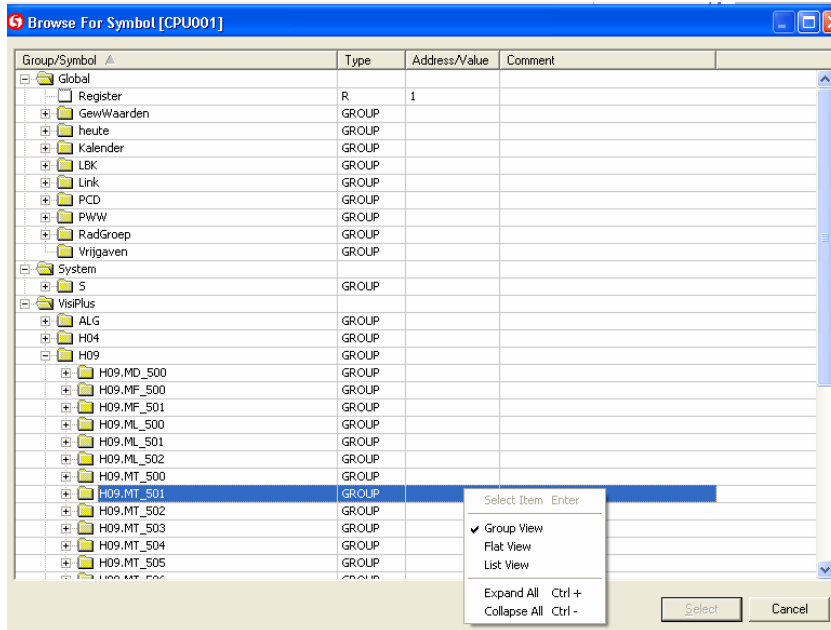 Browse For Symbol [CPU001]
Group/Symbol Type Address/Value Comment
Global
Register R 1
GewWaarden GROUP
heute GROUP
Kalender GROUP
LBK GROUP
Link GROUP
PCD GROUP
PWW GROUP
RadGroep GROUP
Vrijgaven GROUP
System
S GROUP
VisiPlus
ALG GROUP
H04 GROUP
H09 GROUP
H09.MD_500 GROUP
H09.MF_500 GROUP
H09.MF_501 GROUP
H09.ML_500 GROUP
H09.ML_501 GROUP
H09.ML_502 GROUP
H09.MT_500 GROUP
H09.MT_501 GROUP
H09.MT_502 GROUP
H09.MT_503 GROUP
H09.MT_504 GROUP
H09.MT_505 GROUP
Select Item Enter
Group View
Flat View
List View
Expand All Ctrl +
Collapse All Ctrl -
Select Cancel